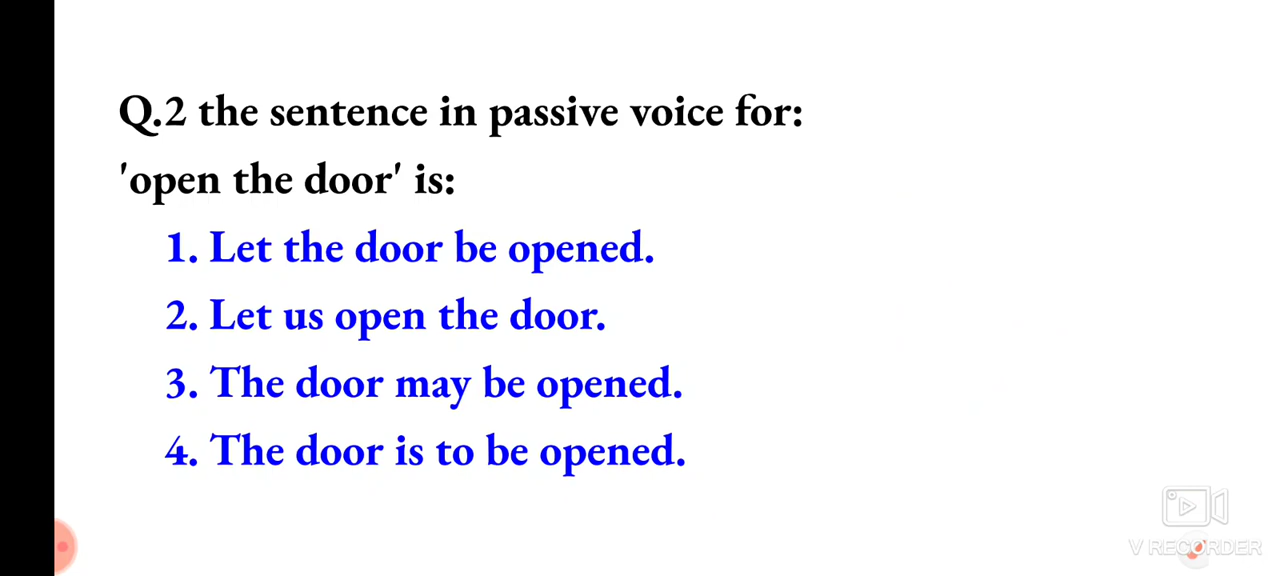 Q.2 the sentence in passive voice for:
'open the door' is:
1. Let the door be opened.
2. Let us open the door.
3. The door may be opened.
4. The door is to be opened.
V RECORDER